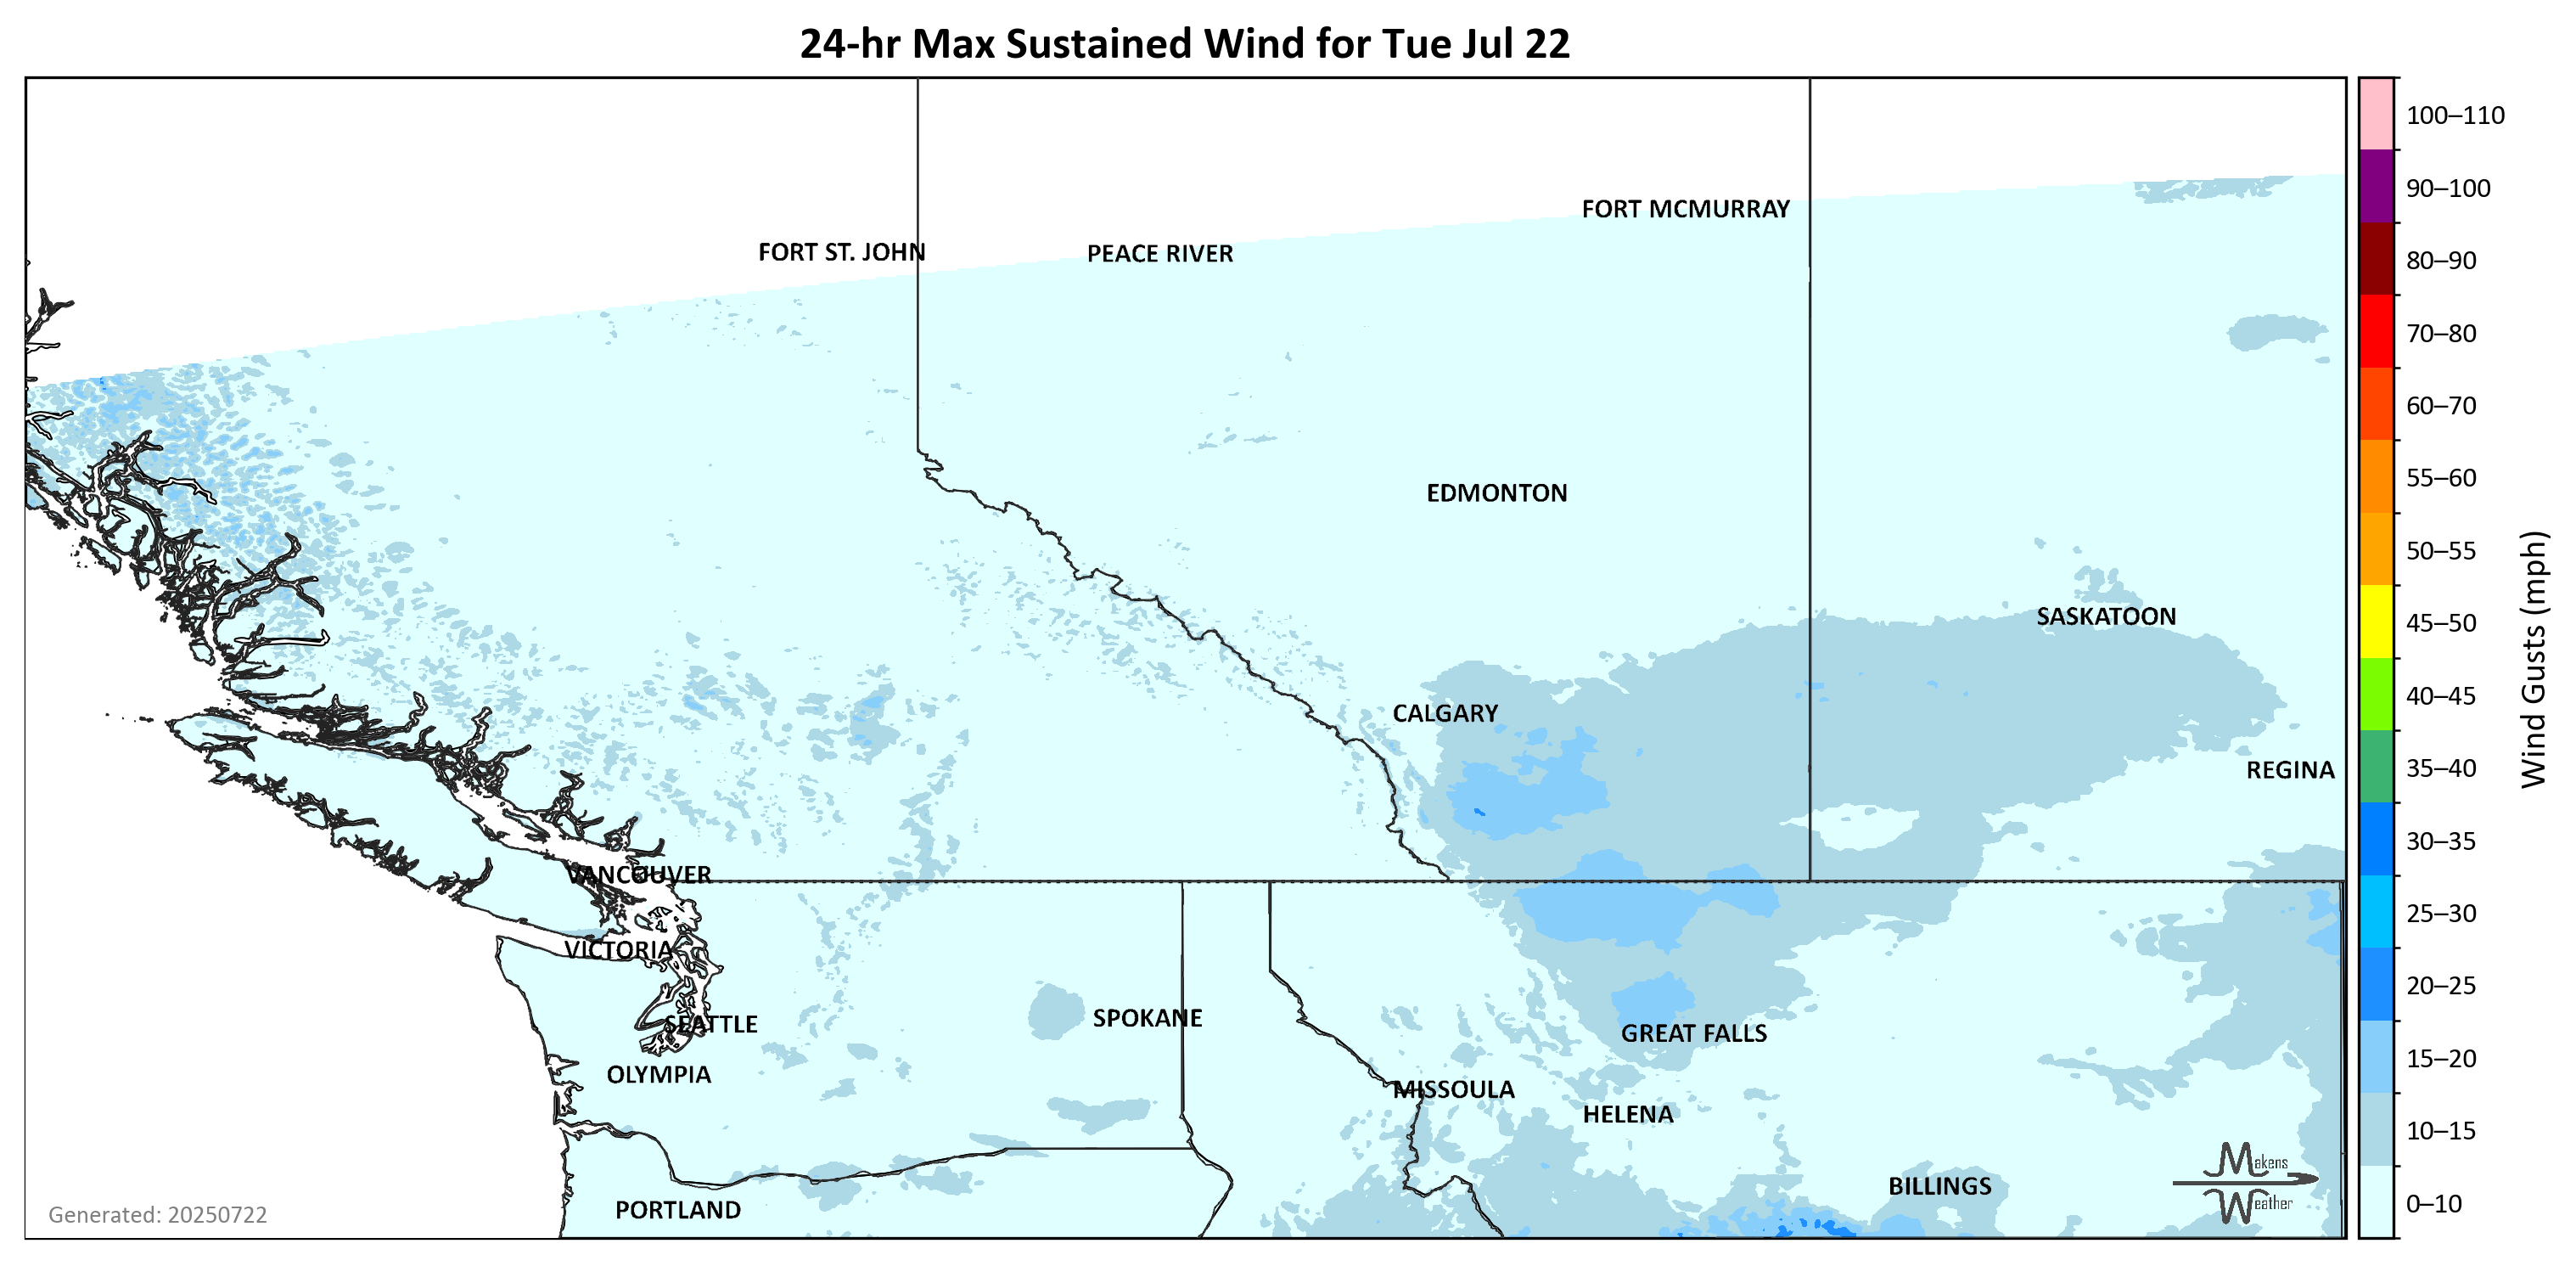 24-hr Max Sustained Wind for Tue Jul 22
100–110
90–100
80–90
70–80
60–70
55–60
50–55
45–50
40–45
35–40
30–35
25–30
20–25
15–20
10–15
0–10
Wind Gusts (mph)
FORT MCMURRAY
FORT ST. JOHN
PEACE RIVER
EDMONTON
SASKATOON
CALGARY
REGINA
VANCOUVER
VICTORIA
SEATTLE
SPOKANE
GREAT FALLS
OLYMPIA
MISSOULA
HELENA
BILLINGS
PORTLAND
Makens
Weather
Generated: 20250722